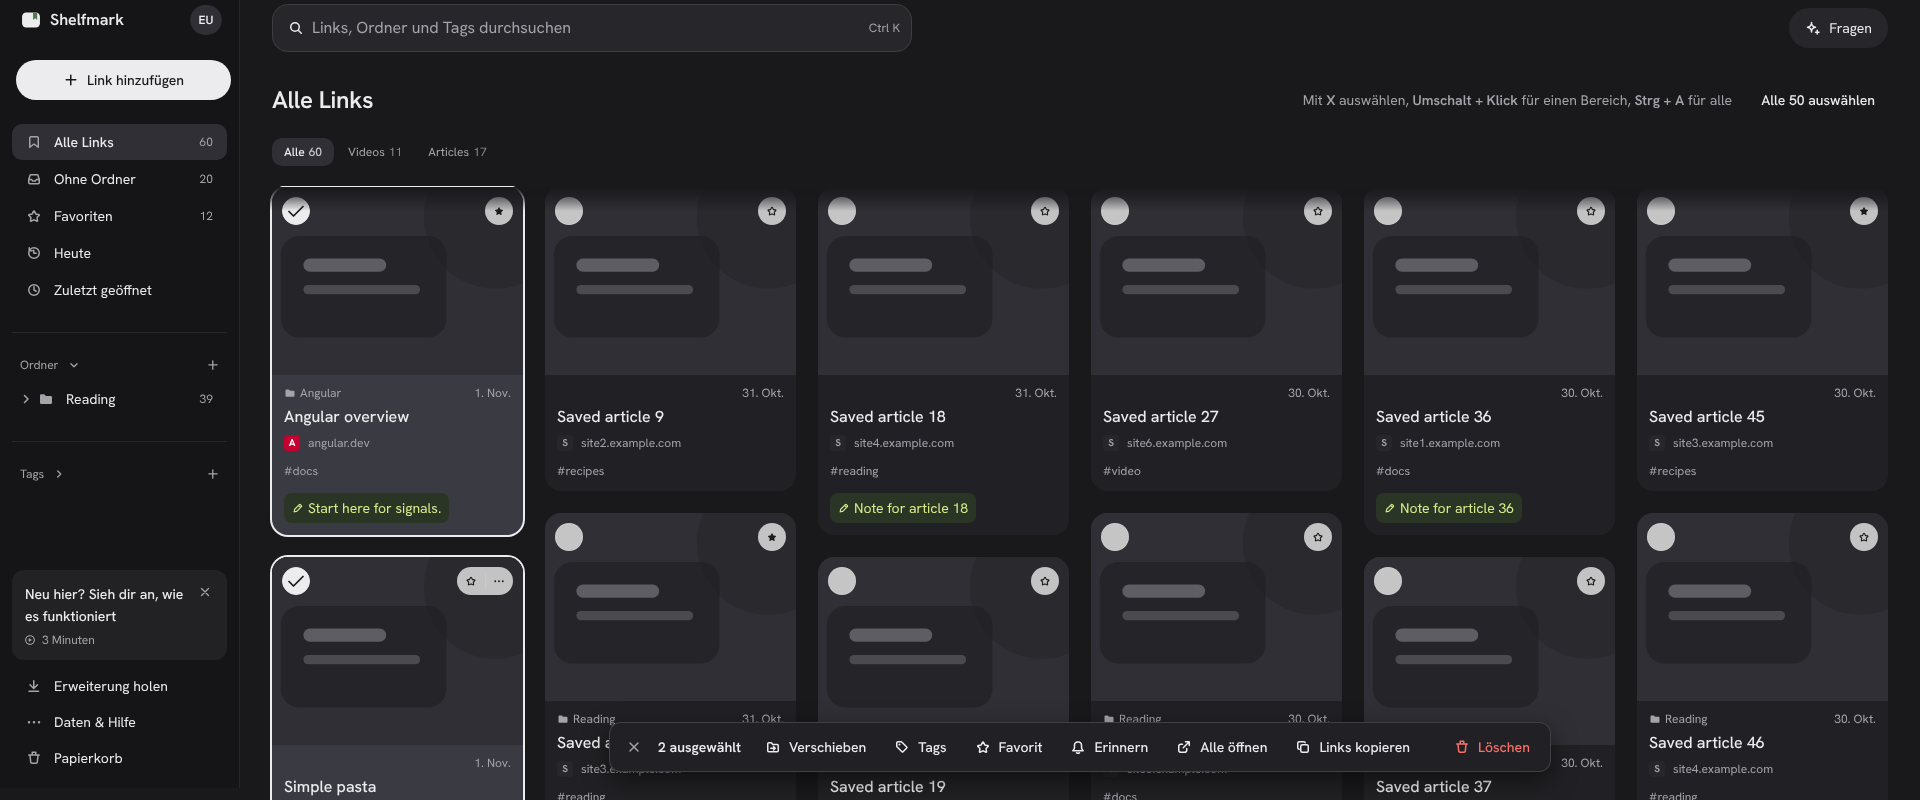 Shelfmark
EU
Link hinzufügen
Alle Links 60
Ohne Ordner 20
Favoriten 12
Heute
Zuletzt geöffnet
Ordner
Reading 39
Tags
Neu hier? Sieh dir an, wie
es funktioniert
3 Minuten
Erweiterung holen
Daten & Hilfe
Papierkorb
Links, Ordner und Tags durchsuchen
Ctrl K
Fragen
Alle Links
Mit X auswählen, Umschalt + Klick für einen Bereich, Strg + A für alle
Alle 50 auswählen
Alle 60
Videos 11
Articles 17
Angular 1. Nov.
Angular overview
A angular.dev
#docs
Start here for signals.
31. Okt.
Saved article 9
S site2.example.com
#recipes
31. Okt.
Saved article 18
S site4.example.com
#reading
Note for article 18
30. Okt.
Saved article 27
S site6.example.com
#video
30. Okt.
Saved article 36
S site1.example.com
#docs
Note for article 36
30. Okt.
Saved article 45
S site3.example.com
#recipes
1. Nov.
Simple pasta
Reading 31. Okt.
Saved
S site3.
#reading
Saved article 19
Reading 30. Okt.
#docs
30. Okt.
Saved article 37
Reading 30. Okt.
Saved article 46
S site4.example.com
#reading
2 ausgewählt
Verschieben
Tags
Favorit
Erinnern
Alle öffnen
Links kopieren
Löschen